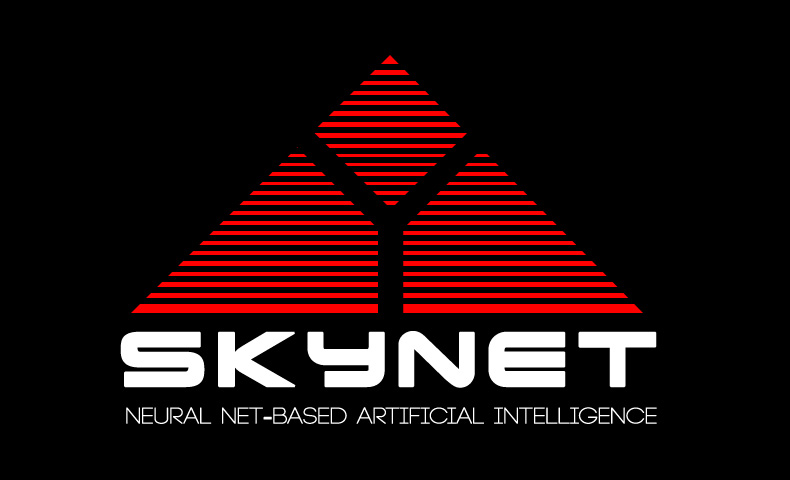 SKYNET
NEURAL NET-BASED ARTIFICIAL INTELLIGENCE